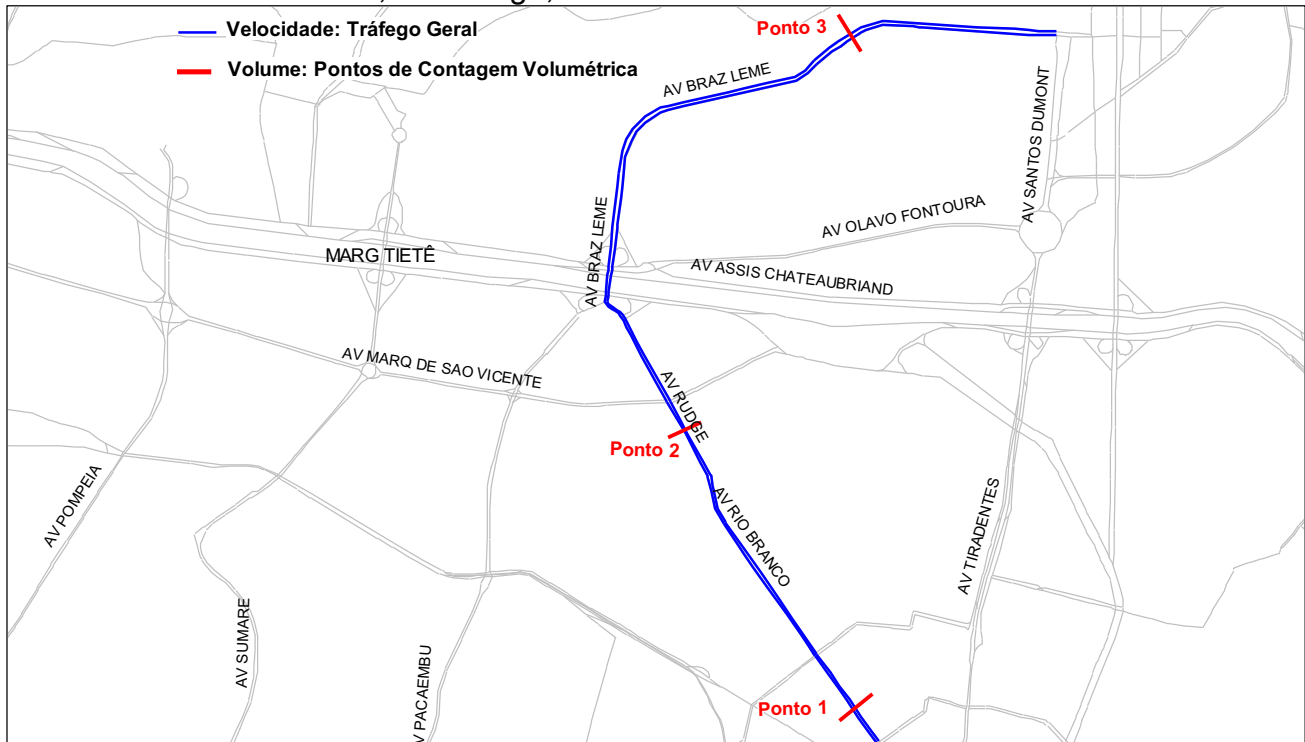 Velocidade: Tráfego Geral
Volume: Pontos de Contagem Volumétrica
Ponto 3
AV BRAZ LEME
AV SANTOS DUMONT
AV BRAZ LEME
AV OLAVO FONTOURA
MARG TIETÊ
AV ASSIS CHATEAUBRIAND
AV MARQ DE SAO VICENTE
AV RUDGE
Ponto 2
AV POMPEIA
AV RIO BRANCO
AV TIRADENTES
AV SUMARE
AV PACAEMBU
Ponto 1